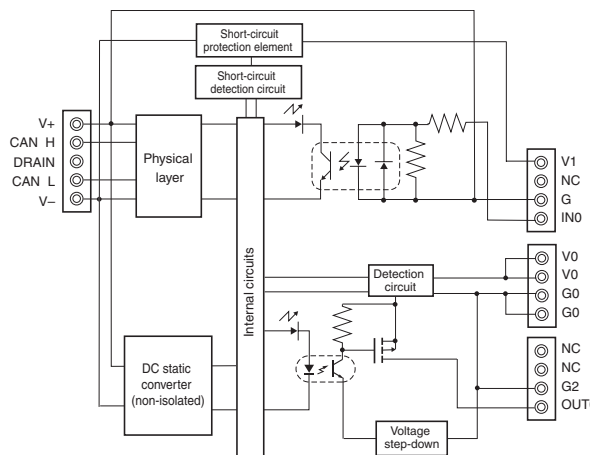 Short-circuit
protection element
Short-circuit
detection circuit
V+
CAN H
DRAIN
CAN L
V–
Physical
layer
V1
NC
G
IN0
Internal circuits
Detection
circuit
V0
V0
G0
G0
DC static
converter
(non-isolated)
NC
NC
G2
OUT0
Voltage
step-down